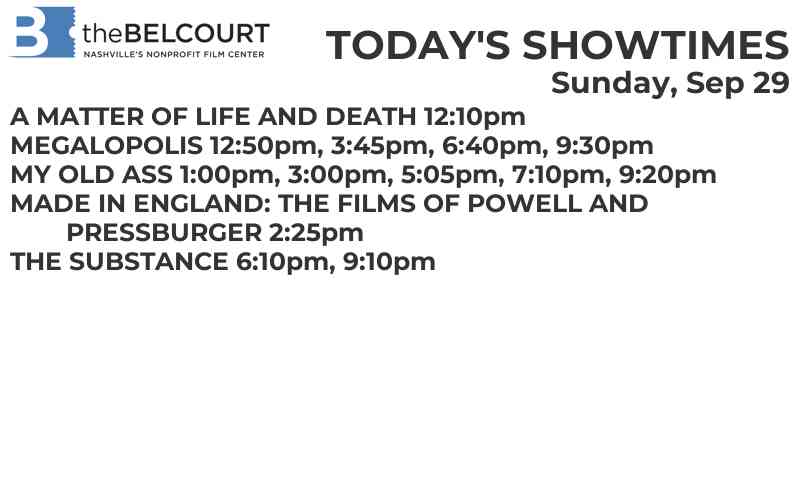 B theBELCOURT
NASHVILLE'S NONPROFIT FILM CENTER
TODAY'S SHOWTIMES
Sunday, Sep 29
A MATTER OF LIFE AND DEATH 12:10pm
MEGALOPOLIS 12:50pm, 3:45pm, 6:40pm, 9:30pm
MY OLD ASS 1:00pm, 3:00pm, 5:05pm, 7:10pm, 9:20pm
MADE IN ENGLAND: THE FILMS OF POWELL AND
PRESSBURGER 2:25pm
THE SUBSTANCE 6:10pm, 9:10pm